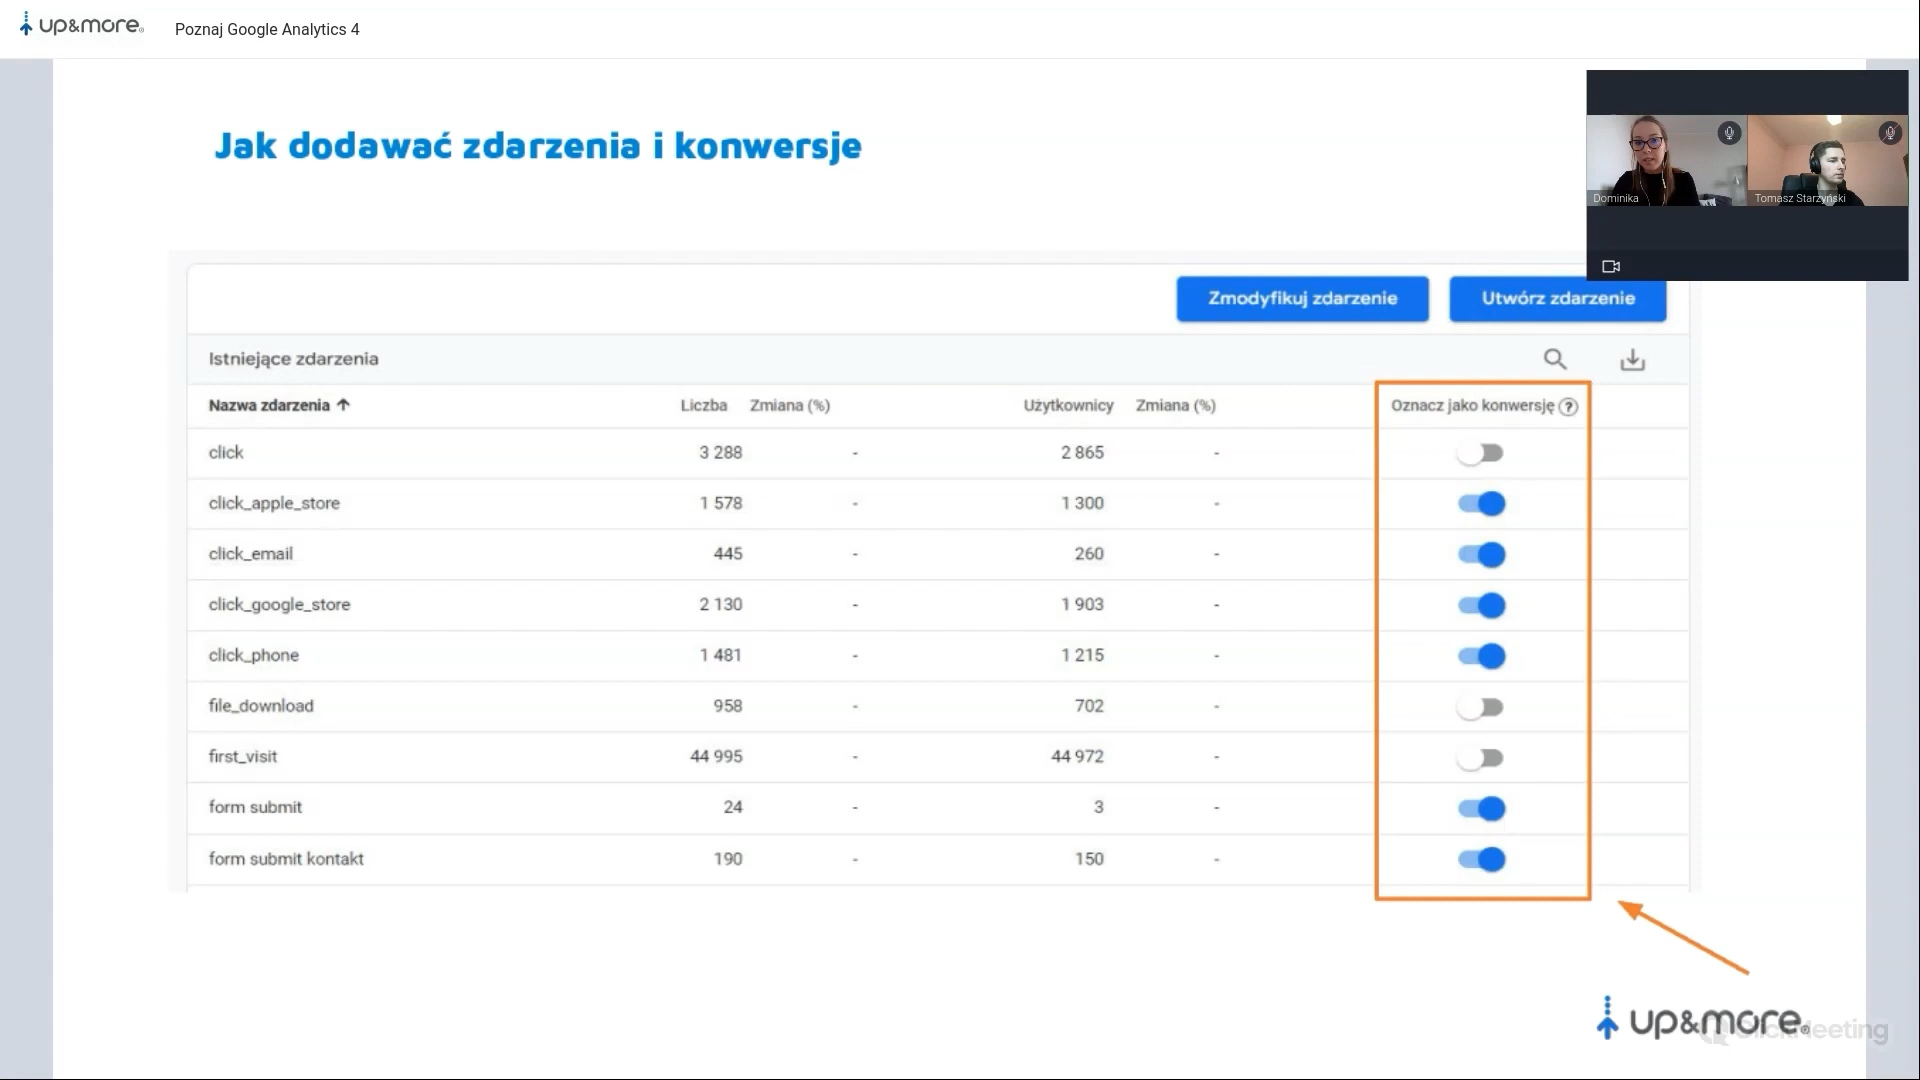 up&more®
Poznaj Google Analytics 4
Jak dodawać zdarzenia i konwersje
Dominika
Tomasz Starzyński
Zmodyfikuj zdarzenie
Utwórz zdarzenie
Istniejące zdarzenia
Nazwa zdarzenia ↑ Liczba Zmiana (%) Użytkownicy Zmiana (%) Oznacz jako konwersję ?
click 3 288 - 2 865 -
click_apple_store 1 578 - 1 300 -
click_email 445 - 260 -
click_google_store 2 130 - 1 903 -
click_phone 1 481 - 1 215 -
file_download 958 - 702 -
first_visit 44 995 - 44 972 -
form submit 24 - 3 -
form submit kontakt 190 - 150 -
up&more®
ClickMeeting